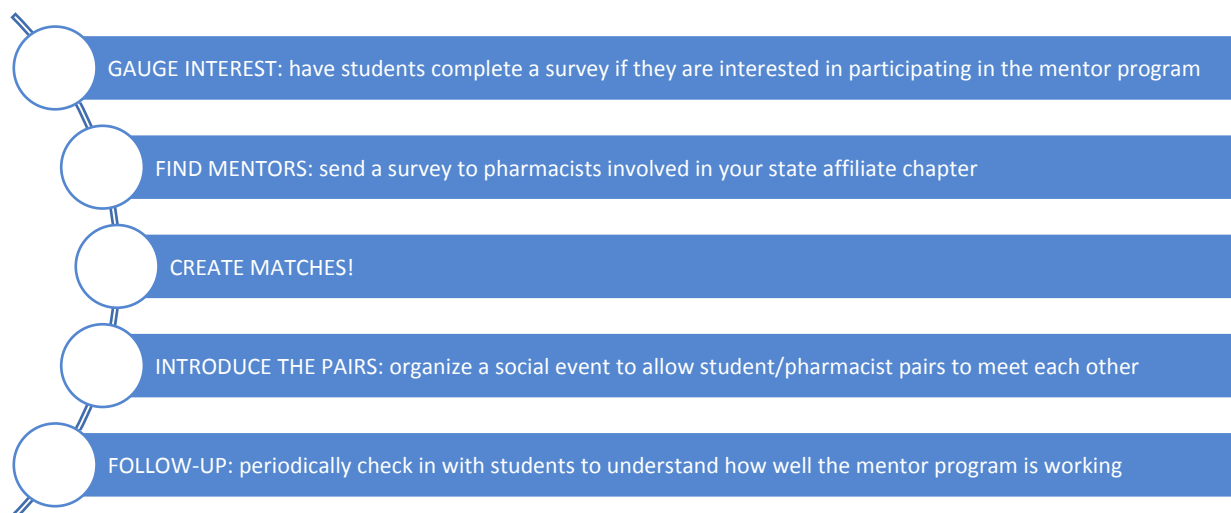 GAUGE INTEREST: have students complete a survey if they are interested in participating in the mentor program
FIND MENTORS: send a survey to pharmacists involved in your state affiliate chapter
CREATE MATCHES!
INTRODUCE THE PAIRS: organize a social event to allow student/pharmacist pairs to meet each other
FOLLOW-UP: periodically check in with students to understand how well the mentor program is working